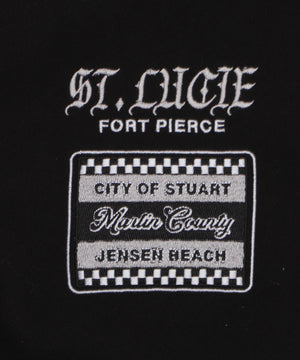 ST. LUCIE
FORT PIERCE
CITY OF STUART
Martin County
JENSEN BEACH